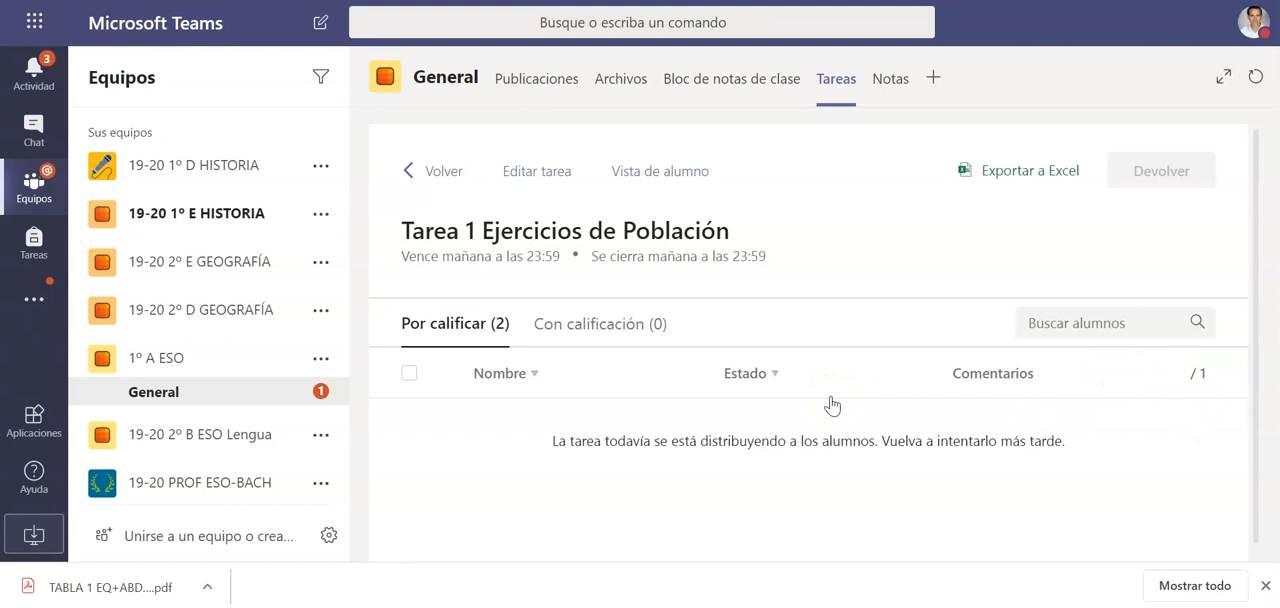 Microsoft Teams
Busque o escriba un comando
Actividad
3
Chat
@
Equipos
Tareas
Aplicaciones
Ayuda
Equipos
Sus equipos
19-20 1º D HISTORIA
19-20 1º E HISTORIA
19-20 2º E GEOGRAFÍA
19-20 2º D GEOGRAFÍA
1º A ESO
General 1
19-20 2º B ESO Lengua
19-20 PROF ESO-BACH
Unirse a un equipo o crea...
General Publicaciones Archivos Bloc de notas de clase Tareas Notas
Volver Editar tarea Vista de alumno Exportar a Excel Devolver
Tarea 1 Ejercicios de Población
Vence mañana a las 23:59 • Se cierra mañana a las 23:59
Por calificar (2) Con calificación (0) Buscar alumnos
Nombre Estado Comentarios / 1
La tarea todavía se está distribuyendo a los alumnos. Vuelva a intentarlo más tarde.
TABLA 1 EQ+ABD....pdf Mostrar todo